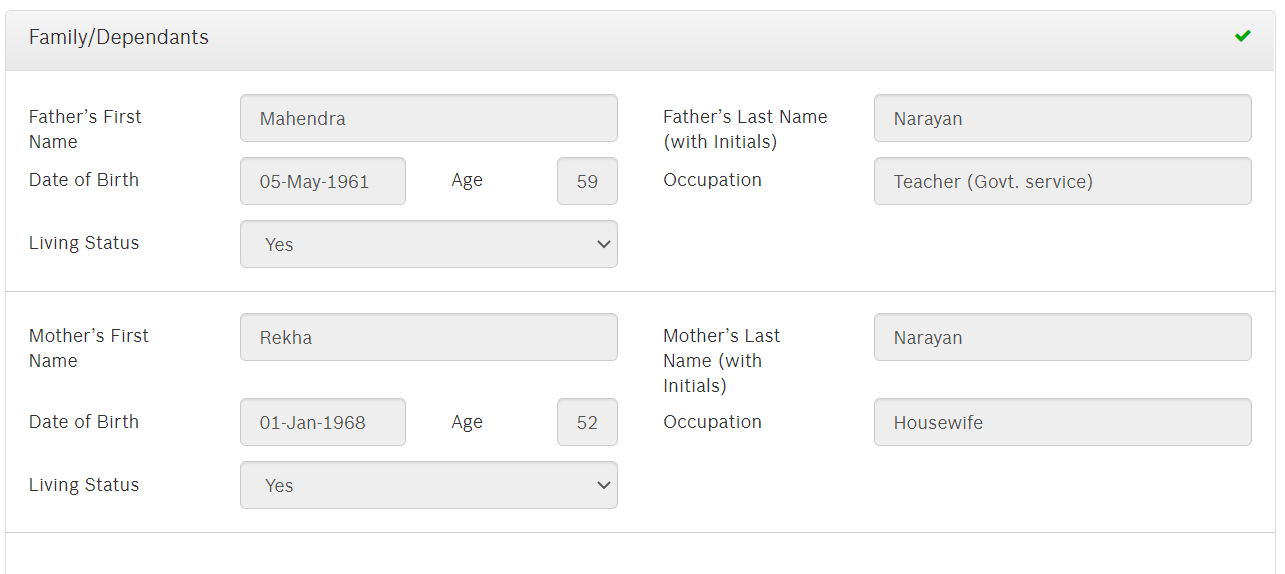 Family/Dependants
Father’s First Name
Mahendra
Father’s Last Name (with Initials)
Narayan
Date of Birth
05-May-1961
Age
59
Occupation
Teacher (Govt. service)
Living Status
Yes
Mother’s First Name
Rekha
Mother’s Last Name (with Initials)
Narayan
Date of Birth
01-Jan-1968
Age
52
Occupation
Housewife
Living Status
Yes